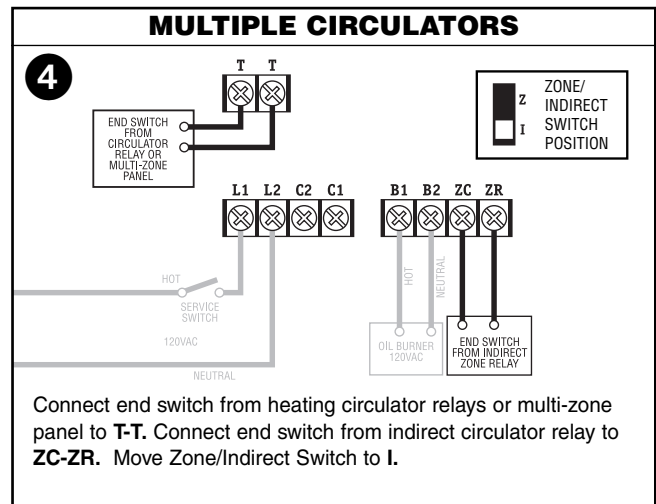 MULTIPLE CIRCULATORS
4
T T
END SWITCH
FROM
CIRCULATOR
RELAY OR
MULTI-ZONE
PANEL
Z
I
ZONE/
INDIRECT
SWITCH
POSITION
L1 L2 C2 C1
B1 B2 ZC ZR
HOT
SERVICE
SWITCH
120VAC
NEUTRAL
HOT
NEUTRAL
OIL BURNER
120VAC
END SWITCH
FROM INDIRECT
ZONE RELAY
Connect end switch from heating circulator relays or multi-zone
panel to T-T. Connect end switch from indirect circulator relay to
ZC-ZR. Move Zone/Indirect Switch to I.